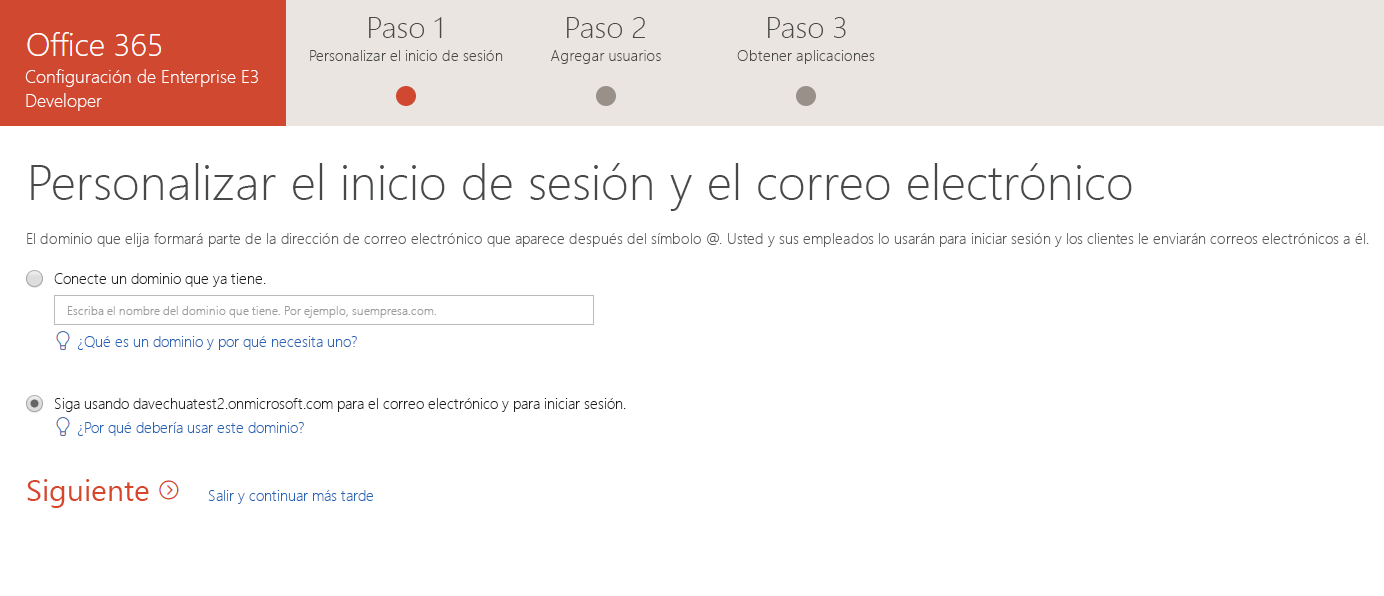 Office 365
Configuración de Enterprise E3
Developer
Paso 1
Personalizar el inicio de sesión
Paso 2
Agregar usuarios
Paso 3
Obtener aplicaciones
Personalizar el inicio de sesión y el correo electrónico
El dominio que elija formará parte de la dirección de correo electrónico que aparece después del símbolo @. Usted y sus empleados lo usarán para iniciar sesión y los clientes le enviarán correos electrónicos a él.
Conecte un dominio que ya tiene.
Escriba el nombre del dominio que tiene. Por ejemplo, suempresa.com.
¿Qué es un dominio y por qué necesita uno?
Siga usando davechuatest2.onmicrosoft.com para el correo electrónico y para iniciar sesión.
¿Por qué debería usar este dominio?
Siguiente
Salir y continuar más tarde